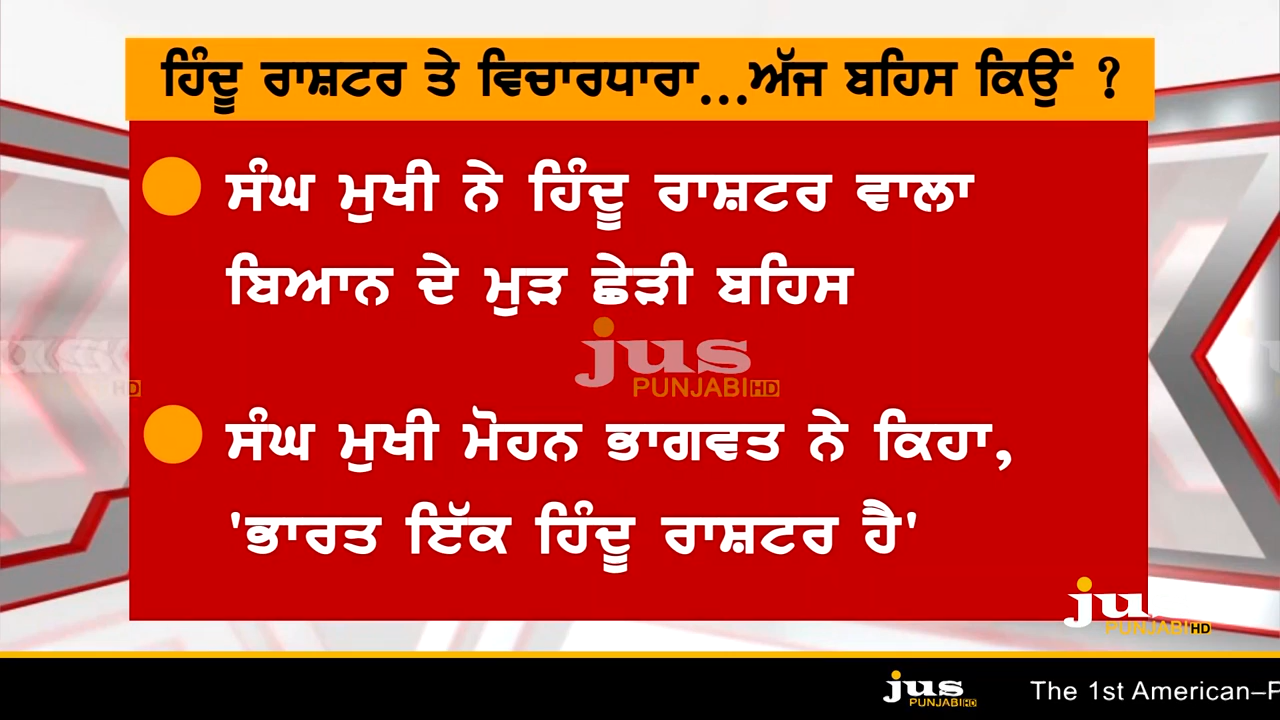 ਹਿੰਦੂ ਰਾਸ਼ਟਰ ਤੇ ਵਿਚਾਰਧਾਰਾ...ਅੱਜ ਬਹਿਸ ਕਿਉਂ ?
ਸੰਘ ਮੁਖੀ ਨੇ ਹਿੰਦੂ ਰਾਸ਼ਟਰ ਵਾਲਾ
ਬਿਆਨ ਦੇ ਮੁੜ ਛੇੜੀ ਬਹਿਸ
jus
PUNJABI HD
ਸੰਘ ਮੁਖੀ ਮੋਹਨ ਭਾਗਵਤ ਨੇ ਕਿਹਾ,
'ਭਾਰਤ ਇੱਕ ਹਿੰਦੂ ਰਾਸ਼ਟਰ ਹੈ'
jus
PUNJABI HD
jus
PUNJABI HD
The 1st American–P